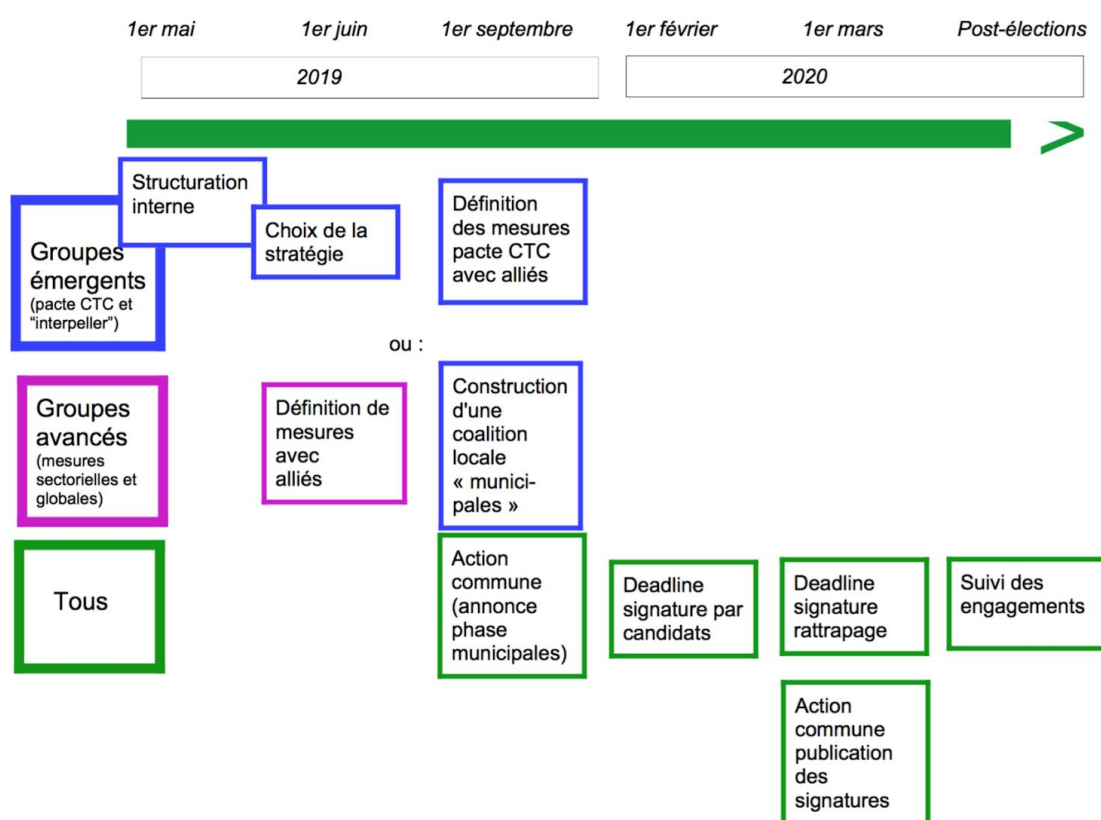 1er mai
1er juin
1er septembre
1er février
1er mars
Post-élections
2019
2020
>
Structuration
interne
Groupes
émergents
(pacte CTC et
“interpeller”)
Choix de la
stratégie
Définition
des mesures
pacte CTC
avec alliés
ou :
Groupes
avancés
(mesures
sectorielles et
globales)
Définition de
mesures
avec
alliés
Construction
d'une
coalition
locale
« munici-
pales »
Tous
Action
commune
(annonce
phase
municipales)
Deadline
signature par
candidats
Deadline
signature
rattrapage
Suivi des
engagements
Action
commune
publication
des
signatures